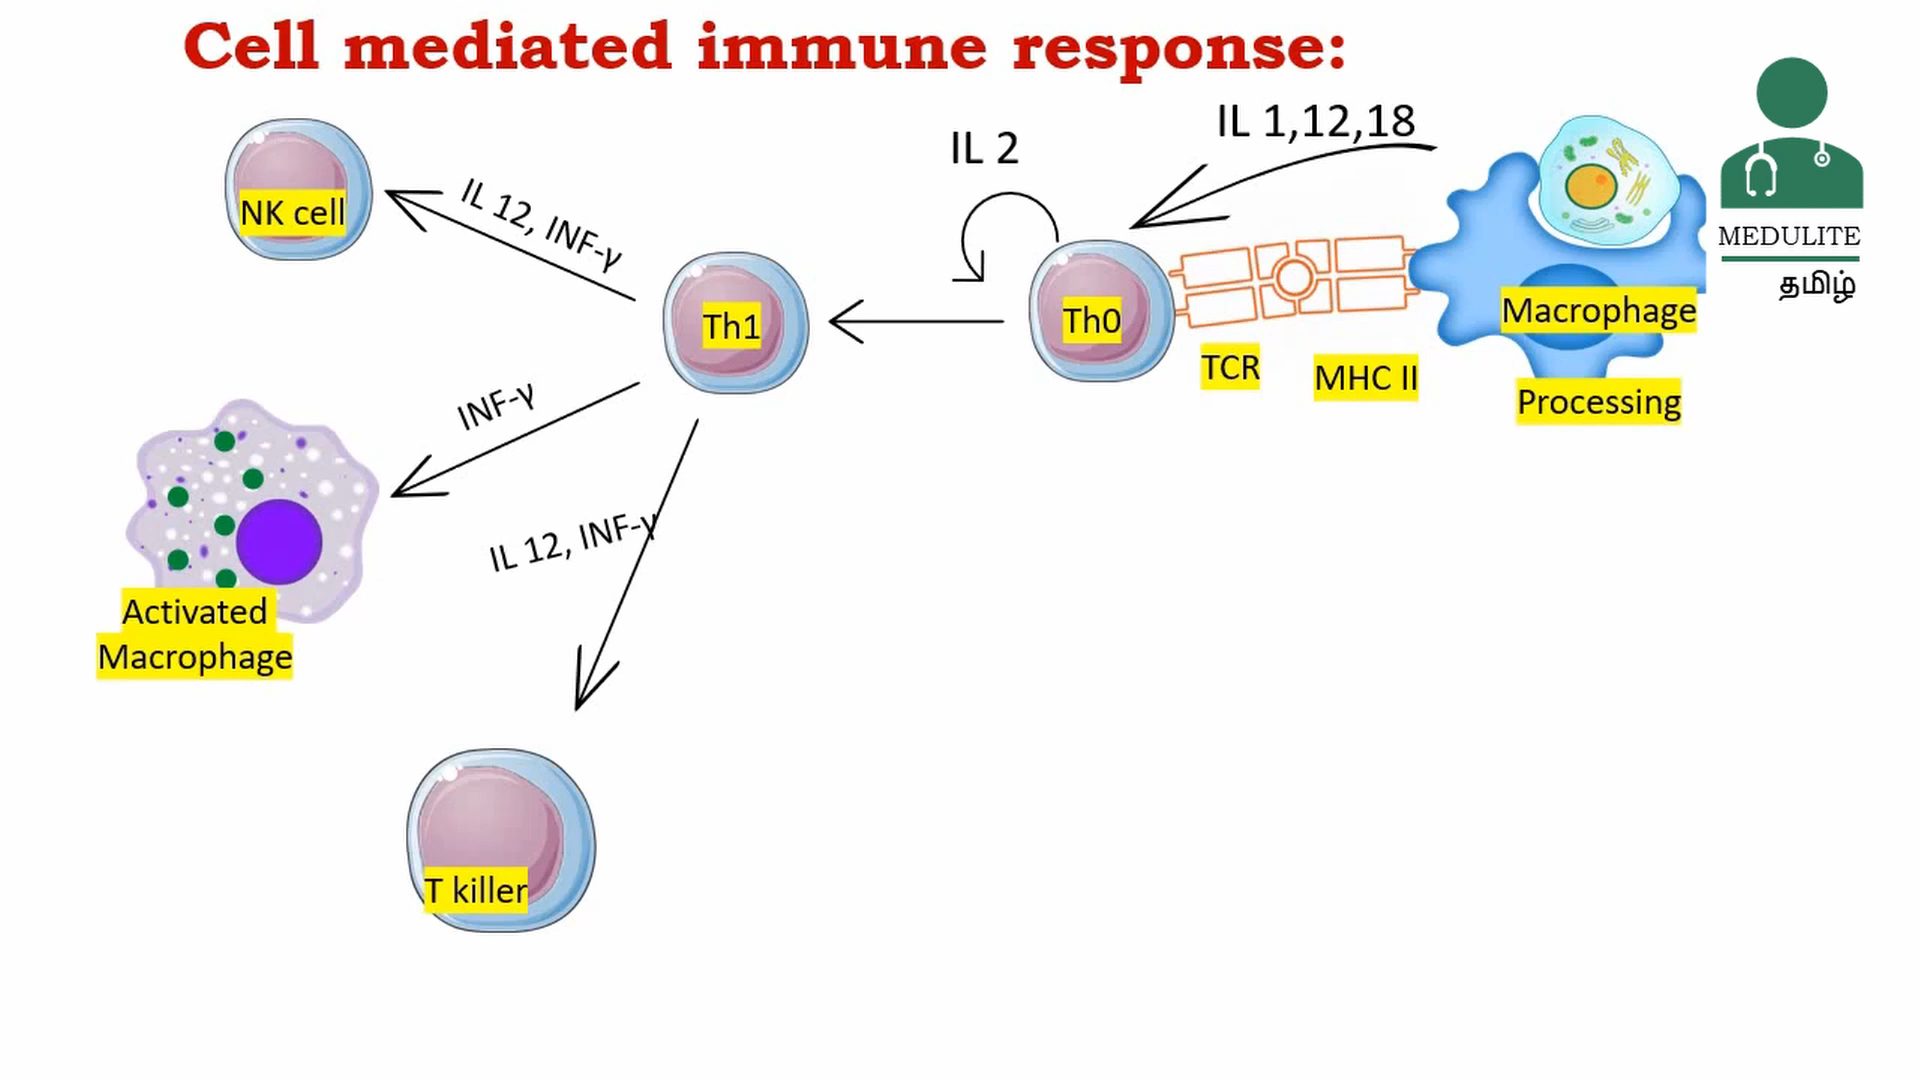 Cell mediated immune response:
IL 1,12,18
IL 2
NK cell
IL 12, INF-γ
MEDULITE
தமிழ்
Th1
Th0
Macrophage
TCR
MHC II
Processing
INF-γ
IL 12, INF-γ
Activated
Macrophage
T killer